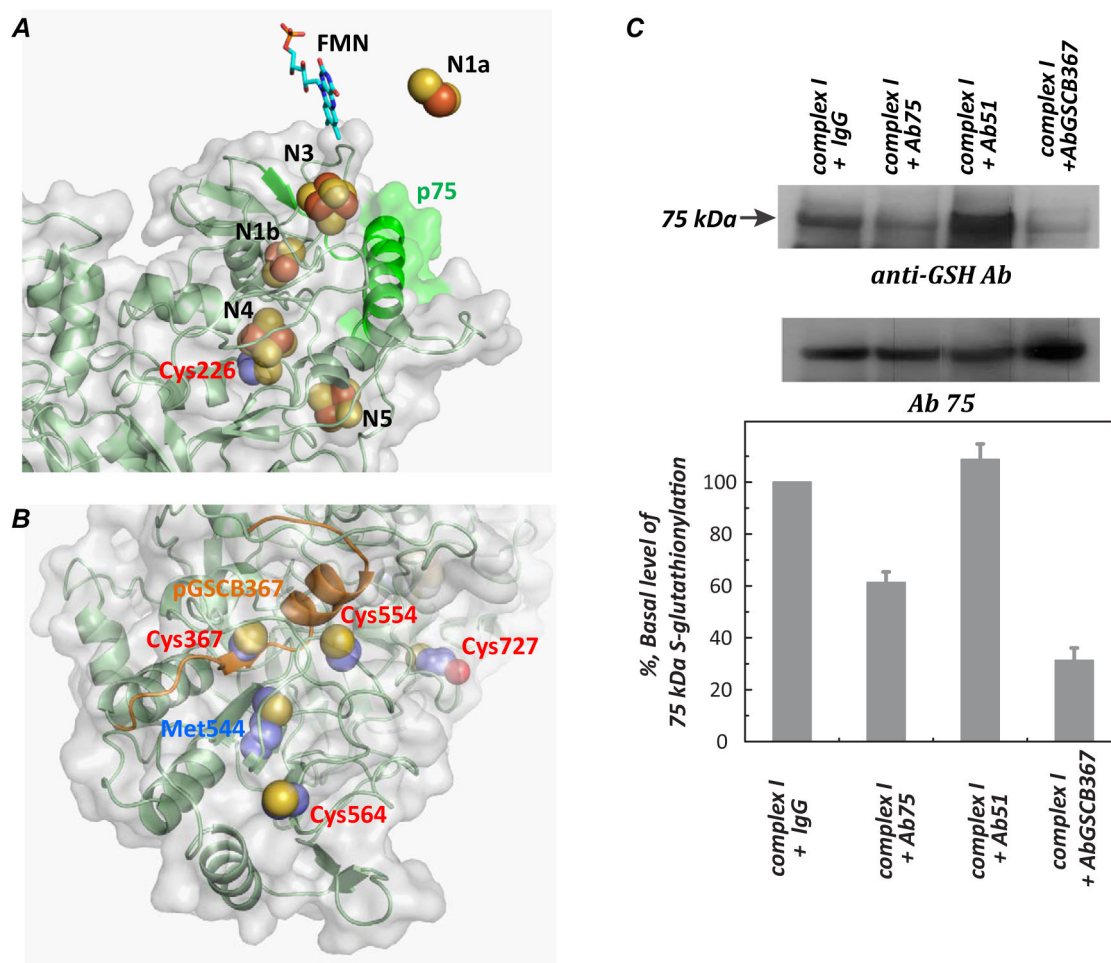 A
FMN
N1a
N3
p75
N1b
N4
Cys226
N5
B
pGSCB367
Cys554
Cys367
Cys727
Met544
Cys564
C
complex I
+ IgG
complex I
+ Ab75
complex I
+ Ab51
complex I
+AbGSCB367
75 kDa
anti-GSH Ab
Ab 75
%, Basal level of
75 kDa S-glutathionylation
100
80
60
40
20
0
complex I
+ IgG
complex I
+ Ab75
complex I
+ Ab51
complex I
+ AbGSCB367